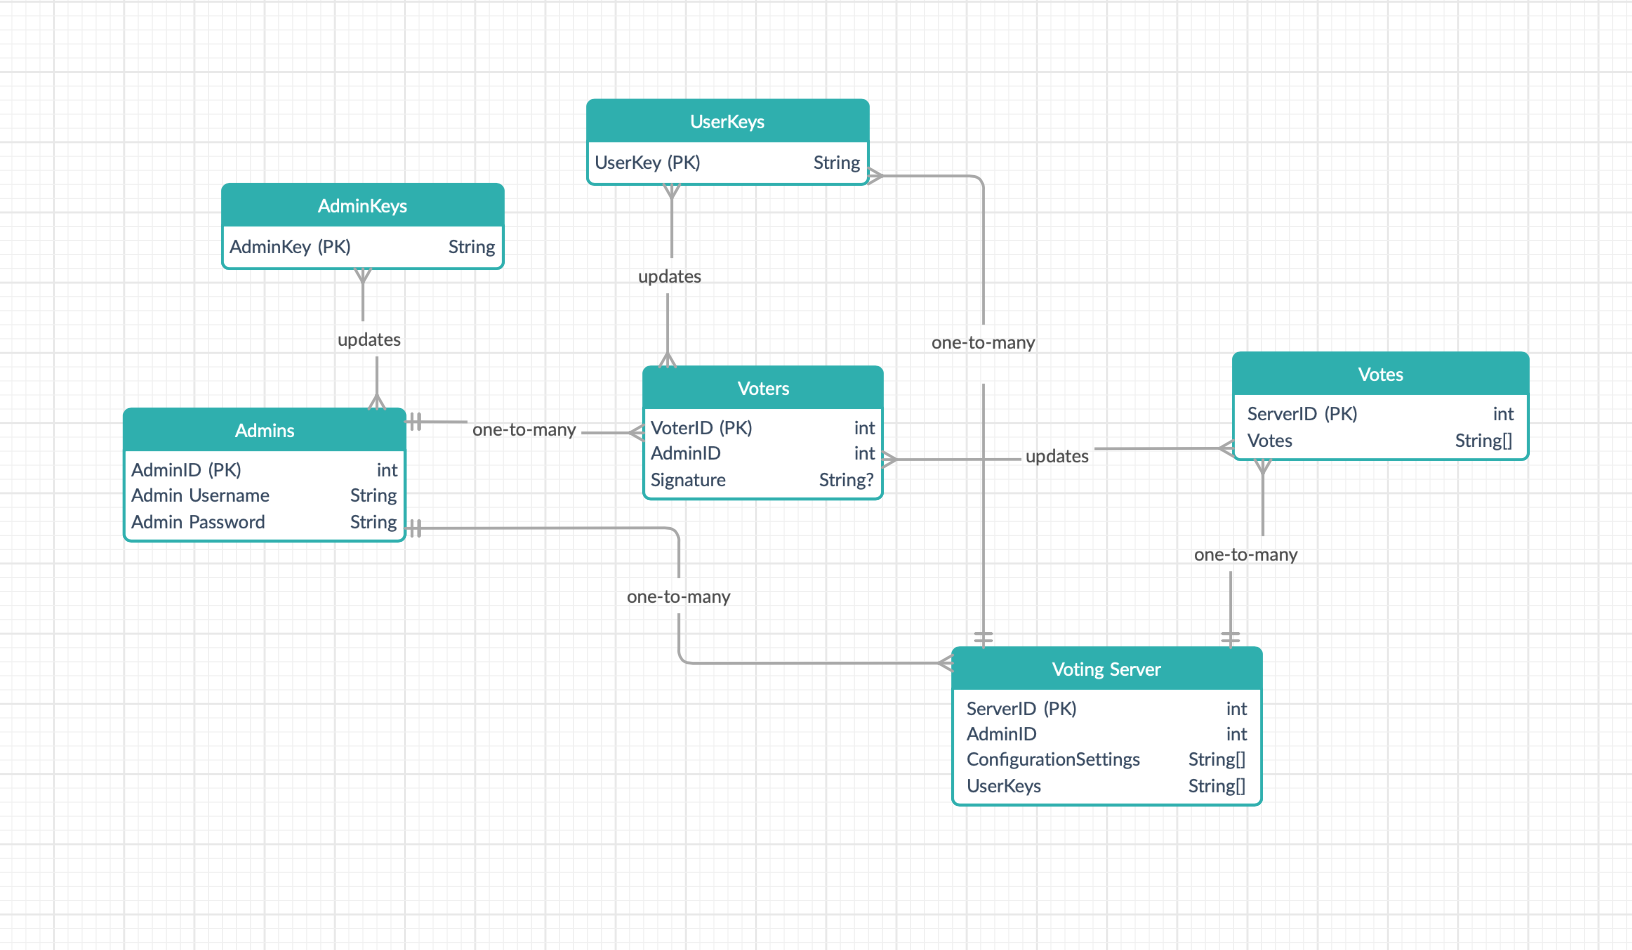 UserKeys
UserKey (PK) String
AdminKeys
AdminKey (PK) String
updates
updates
one-to-many
Admins
AdminID (PK) int
Admin Username String
Admin Password String
one-to-many
Voters
VoterID (PK) int
AdminID int
Signature String?
updates
Votes
ServerID (PK) int
Votes String[]
one-to-many
one-to-many
Voting Server
ServerID (PK) int
AdminID int
ConfigurationSettings String[]
UserKeys String[]